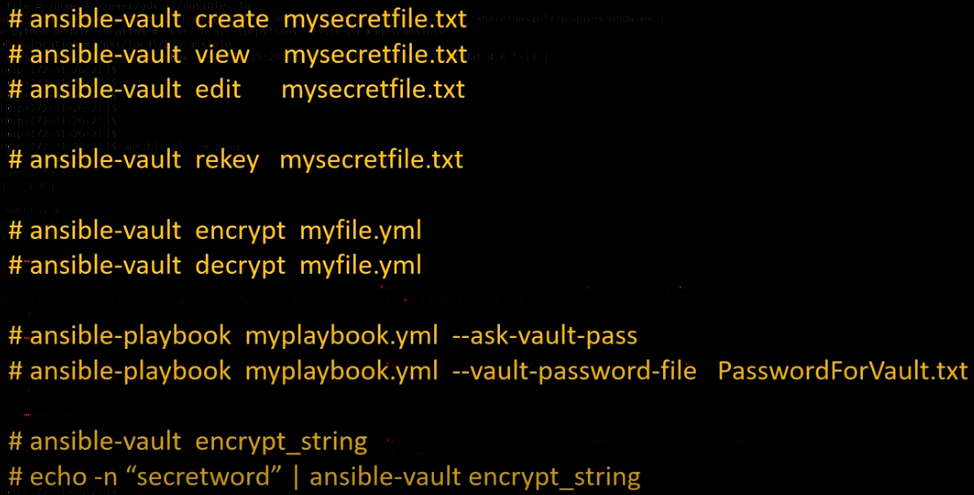 # ansible-vault create mysecretfile.txt
# ansible-vault view mysecretfile.txt
# ansible-vault edit mysecretfile.txt
# ansible-vault rekey mysecretfile.txt
# ansible-vault encrypt myfile.yml
# ansible-vault decrypt myfile.yml
# ansible-playbook myplaybook.yml --ask-vault-pass
# ansible-playbook myplaybook.yml --vault-password-file PasswordForVault.txt
# ansible-vault encrypt_string
# echo -n “secretword” | ansible-vault encrypt_string